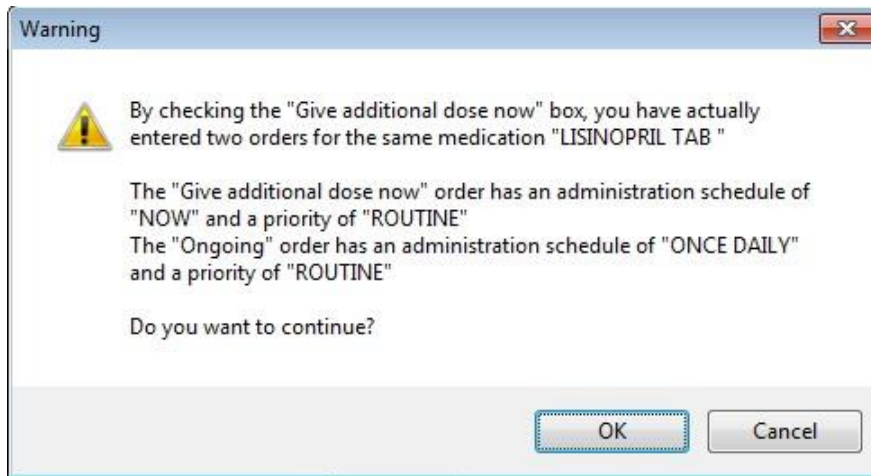 Warning
By checking the "Give additional dose now" box, you have actually
entered two orders for the same medication "LISINOPRIL TAB "
The "Give additional dose now" order has an administration schedule of
"NOW" and a priority of "ROUTINE"
The "Ongoing" order has an administration schedule of "ONCE DAILY"
and a priority of "ROUTINE"
Do you want to continue?
OK
Cancel